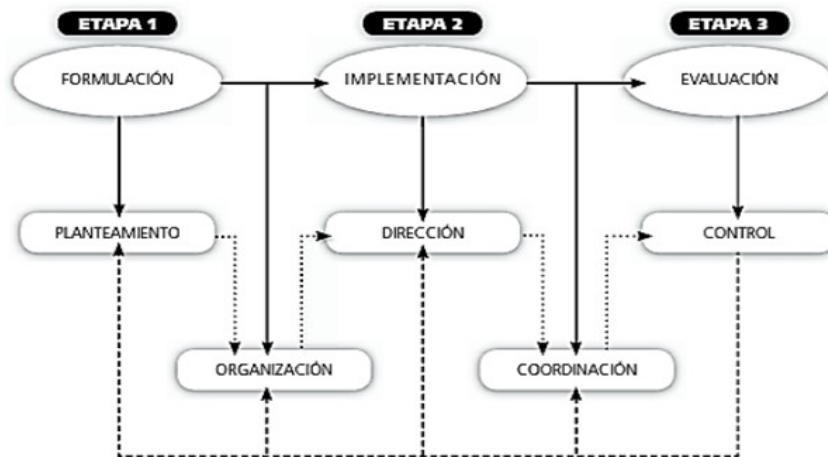 ETAPA 1
ETAPA 2
ETAPA 3
FORMULACIÓN
IMPLEMENTACIÓN
EVALUACIÓN
PLANTEAMIENTO
DIRECCIÓN
CONTROL
ORGANIZACIÓN
COORDINACIÓN